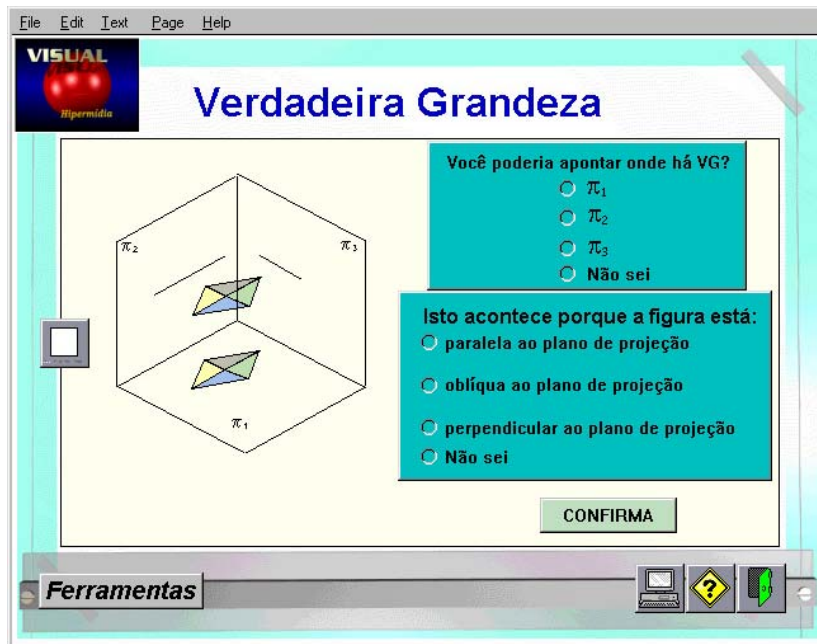 File Edit Text Page Help
VISUAL
Hipermídia
Verdadeira Grandeza
π₂
π₃
π₁
Você poderia apontar onde há VG?
π₁
π₂
π₃
Não sei
Isto acontece porque a figura está:
paralela ao plano de projeção
oblíqua ao plano de projeção
perpendicular ao plano de projeção
Não sei
CONFIRMA
Ferramentas
?